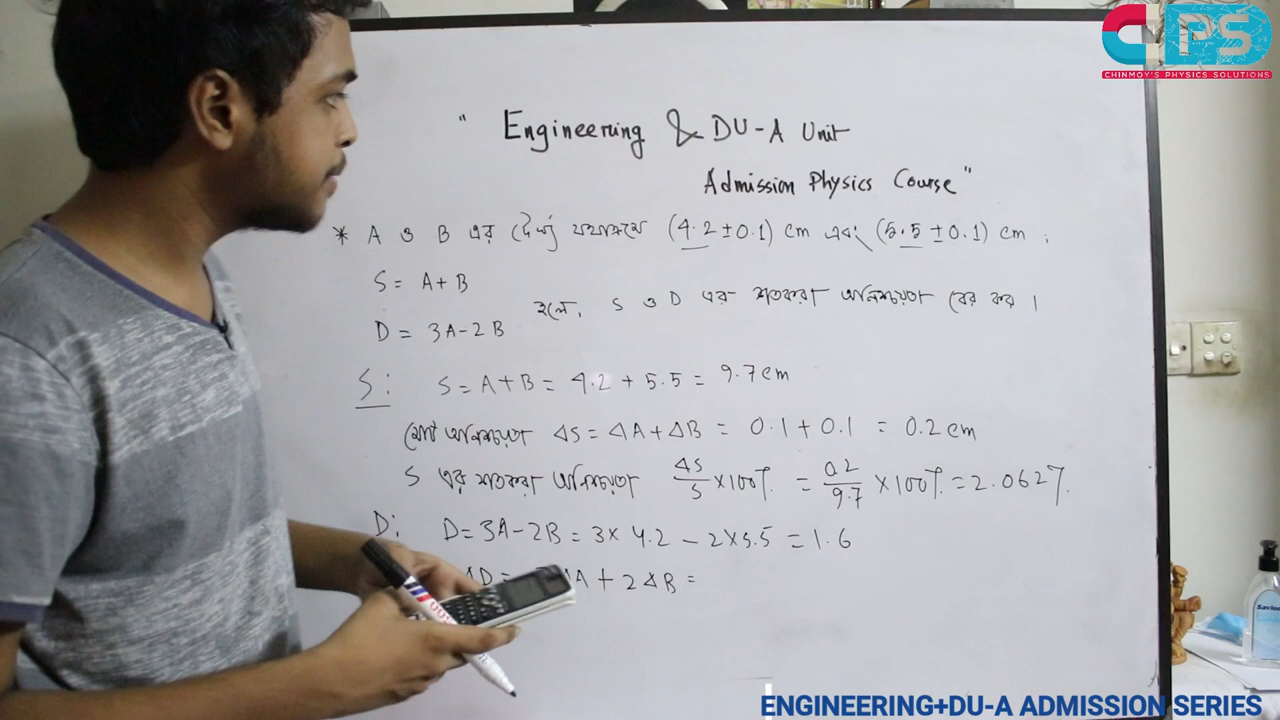 CPS
CHINMOY'S PHYSICS SOLUTIONS
" Engineering & DU-A Unit
Admission Physics Course "
* A ও B এর দৈর্ঘ্য যথাক্রমে (4.2 ± 0.1) cm এবং (5.5 ± 0.1) cm ;
S = A + B
হলে, S ও D এর শতকরা অনিশ্চয়তা বের কর ।
D = 3A - 2B
S: S = A + B = 4.2 + 5.5 = 9.7 cm
মোট অনিশ্চয়তা ΔS = ΔA + ΔB = 0.1 + 0.1 = 0.2 cm
S এর শতকরা অনিশ্চয়তা ΔS/S × 100% = 0.2/9.7 × 100% = 2.062%
D: D = 3A - 2B = 3 × 4.2 - 2 × 5.5 = 1.6
ΔD = ΔA + 2ΔB =
ENGINEERING+DU-A ADMISSION SERIES